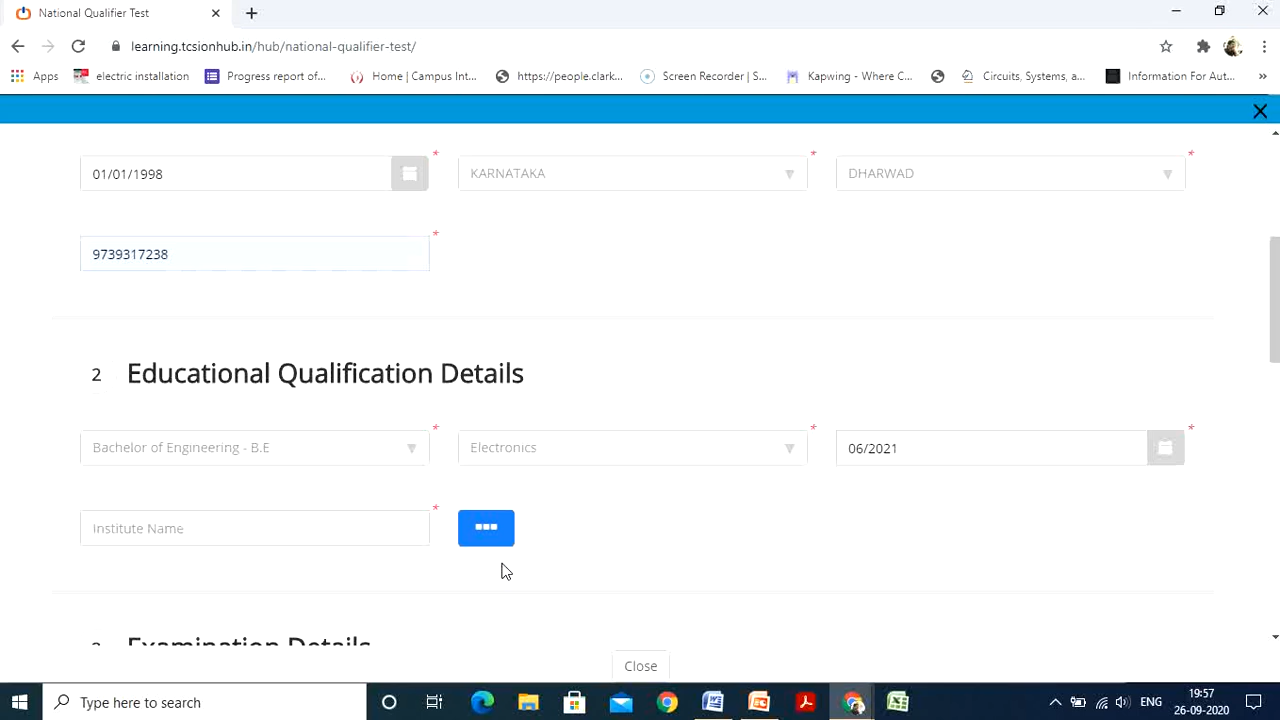 National Qualifier Test
learning.tcsionhub.in/hub/national-qualifier-test/
Apps electric installation Progress report of... Home | Campus Int... https://people.clark... Screen Recorder | S... Kapwing - Where C... Circuits, Systems, a... Information For Aut... »
01/01/1998 * KARNATAKA * DHARWAD *
9739317238 *
2 Educational Qualification Details
Bachelor of Engineering - B.E * Electronics * 06/2021 *
Institute Name *
Examination Details
Close
Type here to search
ENG
19:57
26-09-2020